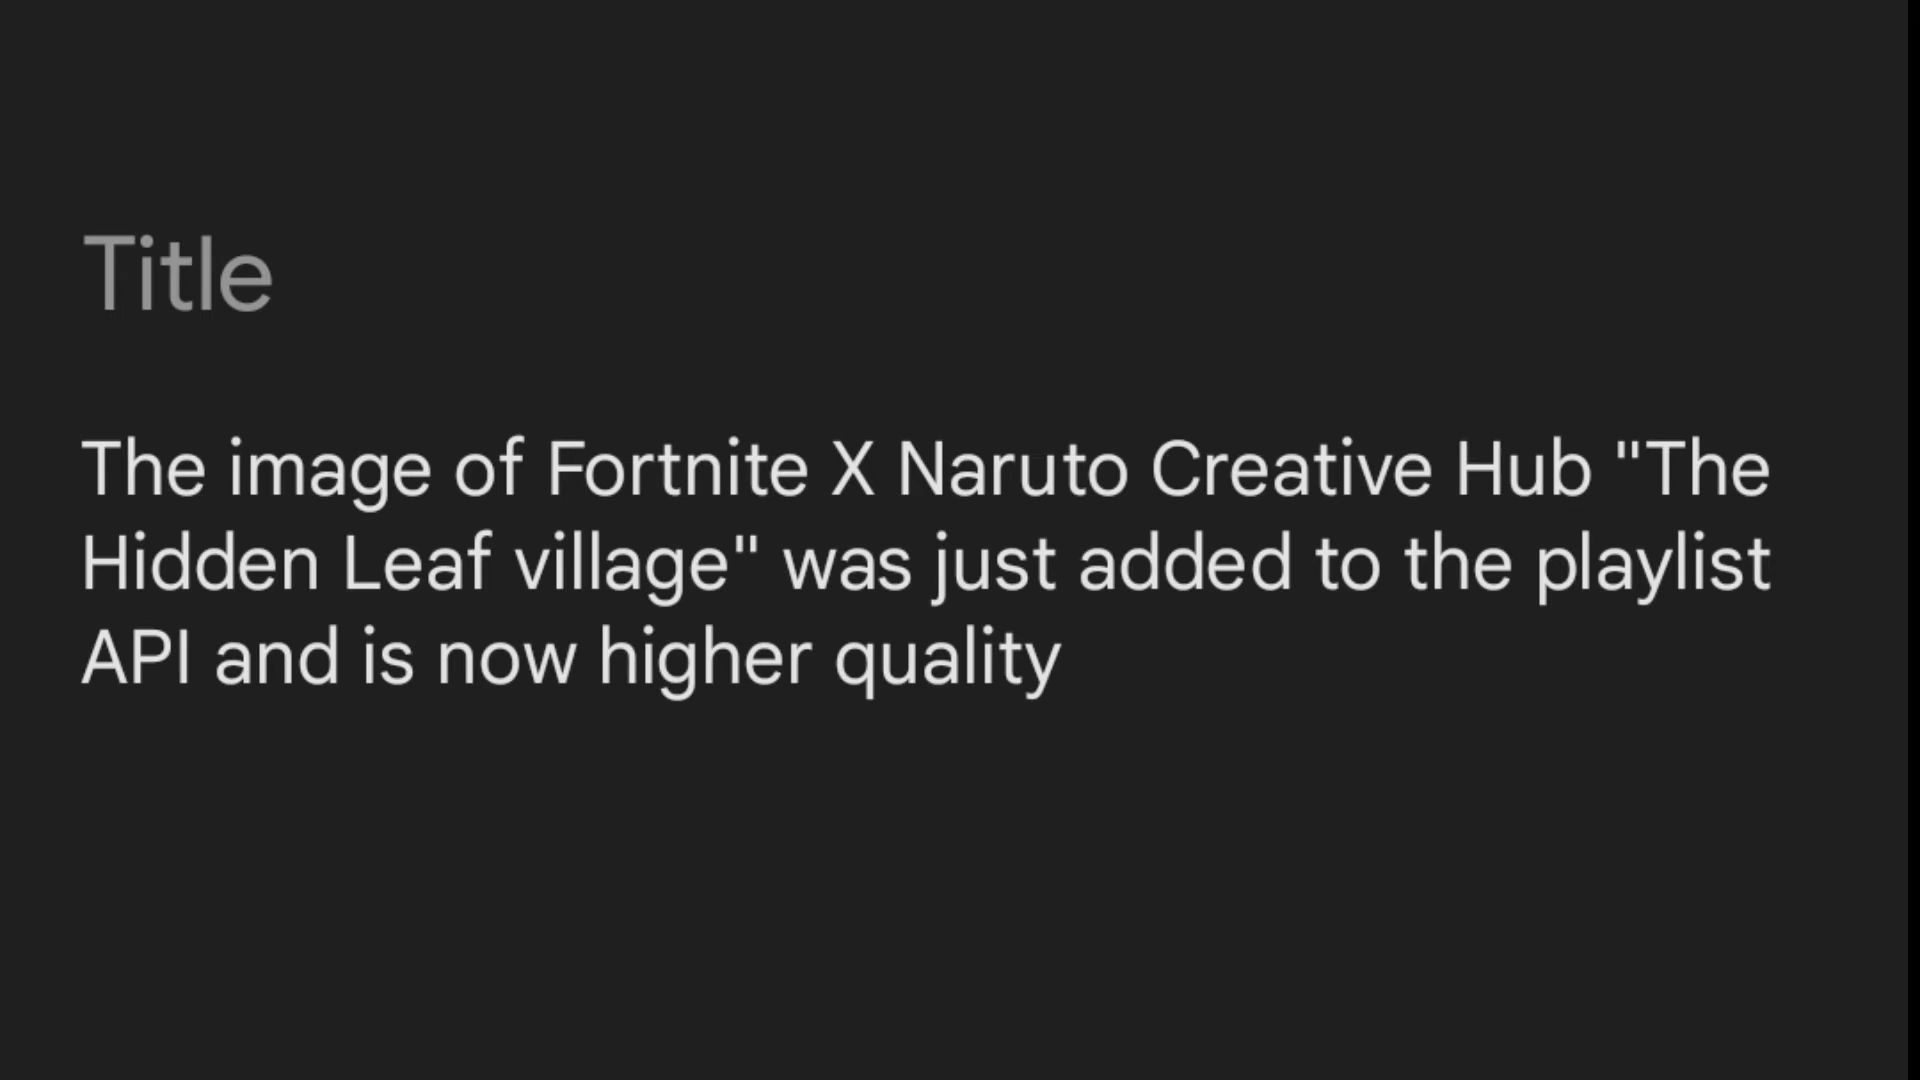 Title
The image of Fortnite X Naruto Creative Hub "The
Hidden Leaf village" was just added to the playlist
API and is now higher quality